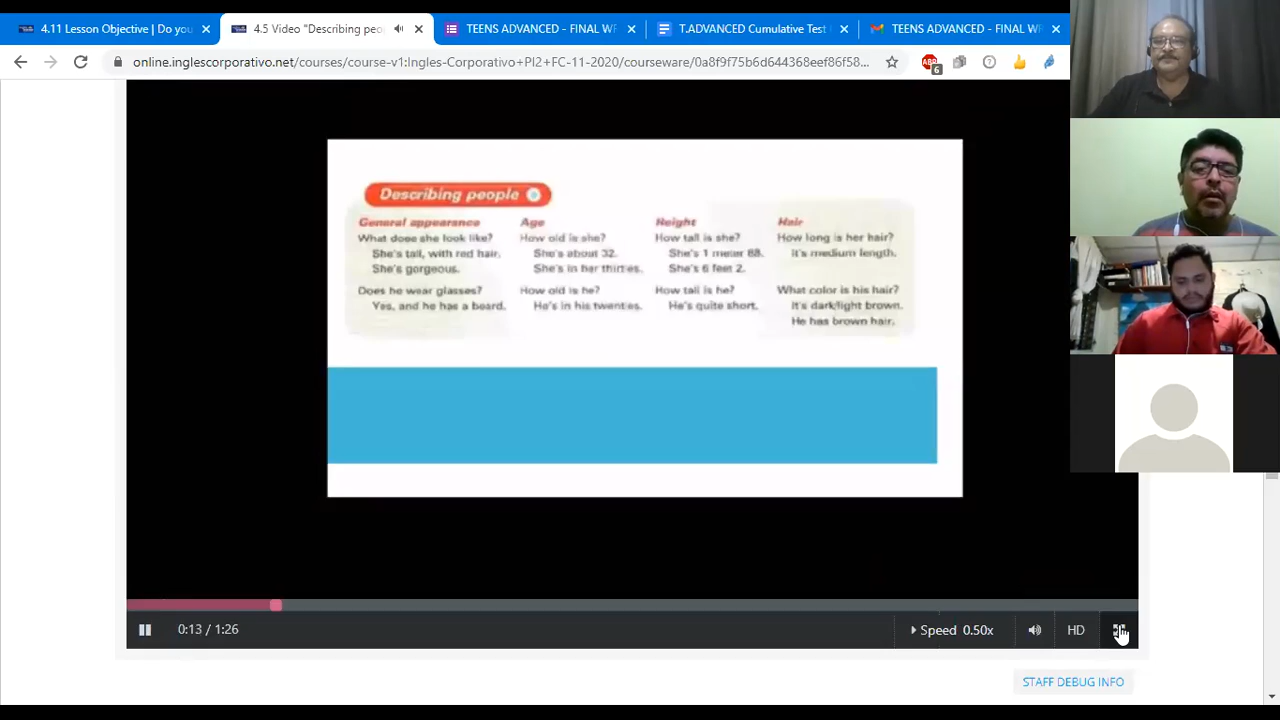 4.11 Lesson Objective | Do you
4.5 Video "Describing peop
TEENS ADVANCED - FINAL WR
T.ADVANCED Cumulative Test
TEENS ADVANCED - FINAL WR
online.inglescorporativo.net/courses/course-v1:Ingles-Corporativo+PI2+FC-11-2020/courseware/0a8f9f75b6d644368eef86f58...
ABP
6
Describing people
General appearance
What does she look like?
She's tall, with red hair.
She's gorgeous.
Does he wear glasses?
Yes, and he has a beard.
Age
How old is she?
She's about 32.
She's in her thirties.
How old is he?
He's in his twenties.
Height
How tall is she?
She's 1 meter 88.
She's 6 feet 2.
How tall is he?
He's quite short.
Hair
How long is her hair?
It's medium length.
What color is his hair?
It's dark/light brown.
He has brown hair.
0:13 / 1:26
Speed 0.50x
HD
STAFF DEBUG INFO